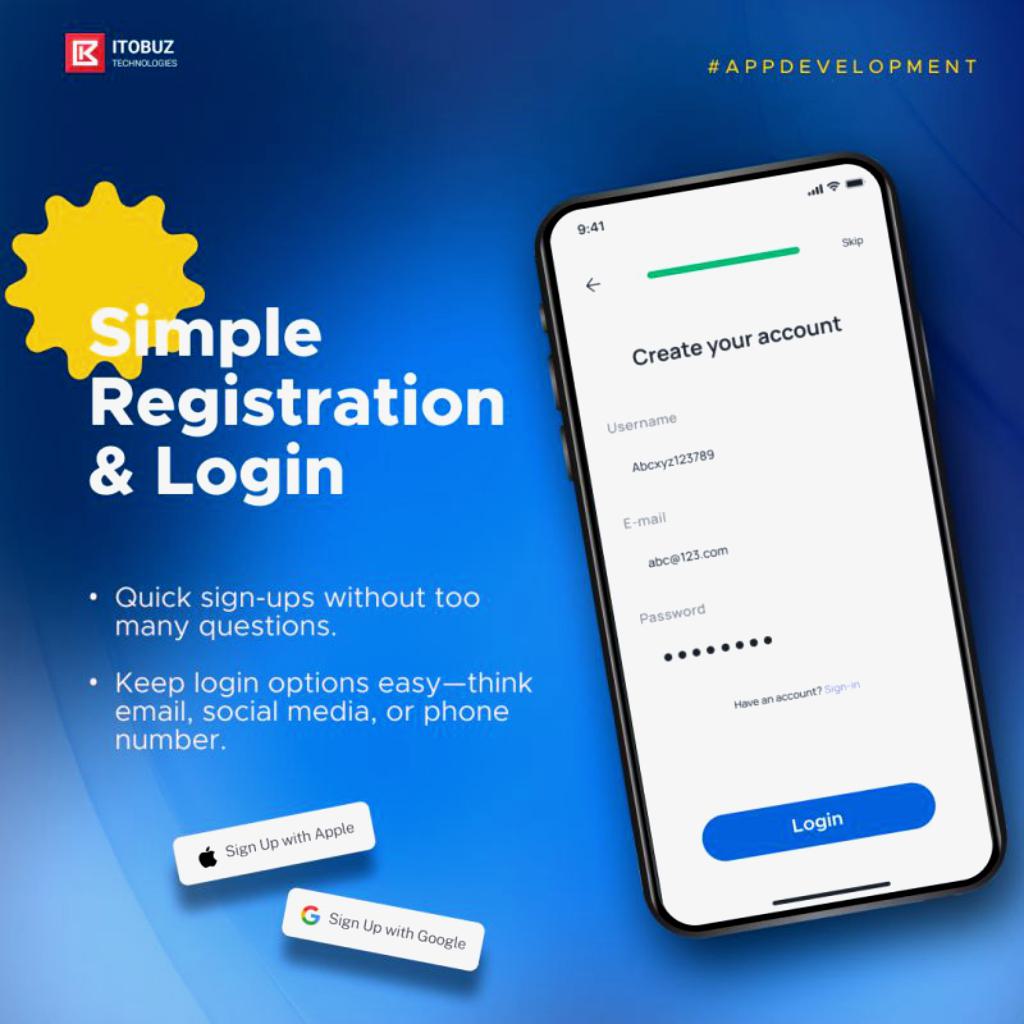 ITOBUZ
TECHNOLOGIES
#APPDEVELOPMENT
Simple
Registration
& Login
• Quick sign-ups without too
many questions.
• Keep login options easy—think
email, social media, or phone
number.
Sign Up with Apple
Sign Up with Google
9:41
Skip
Create your account
Username
Abcxyz123789
E-mail
abc@123.com
Password
Have an account? Sign-in
Login